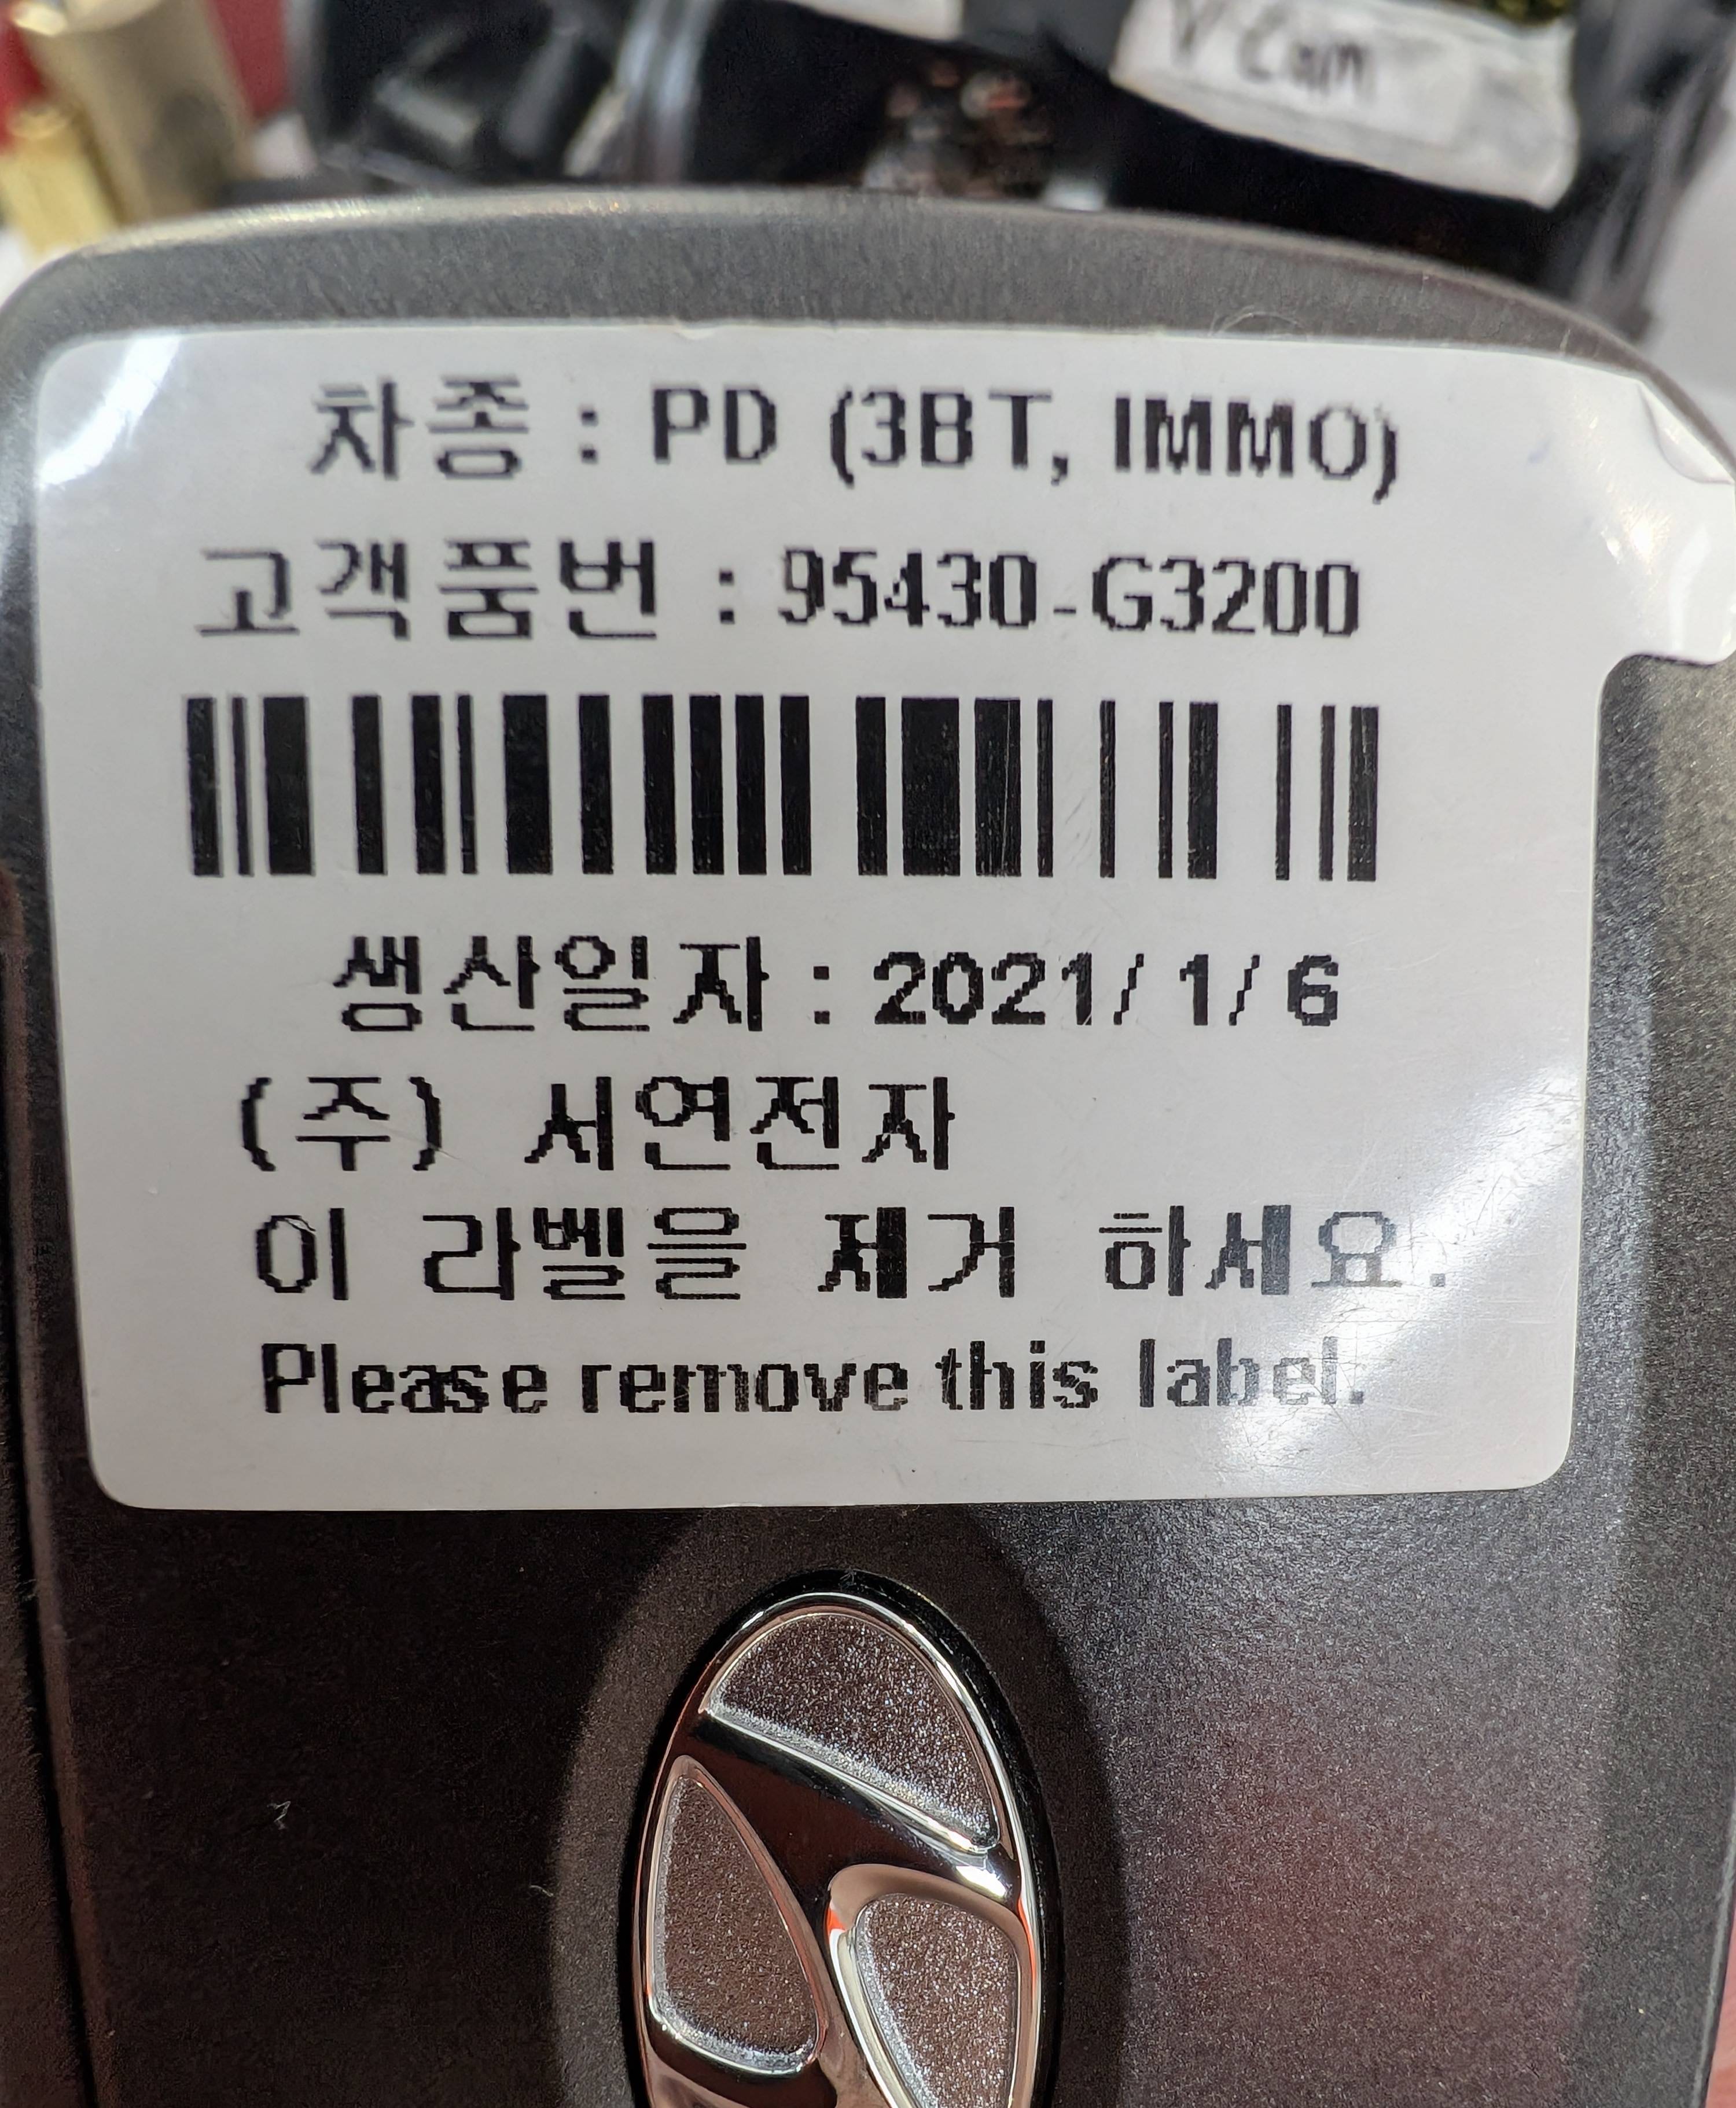 V Cam
차종 : PD (3BT, IMMO)
고객품번 : 95430-G3200
생산일자 : 2021/ 1/ 6
(주) 서연전자
이 라벨을 제거 하세요.
Please remove this label.